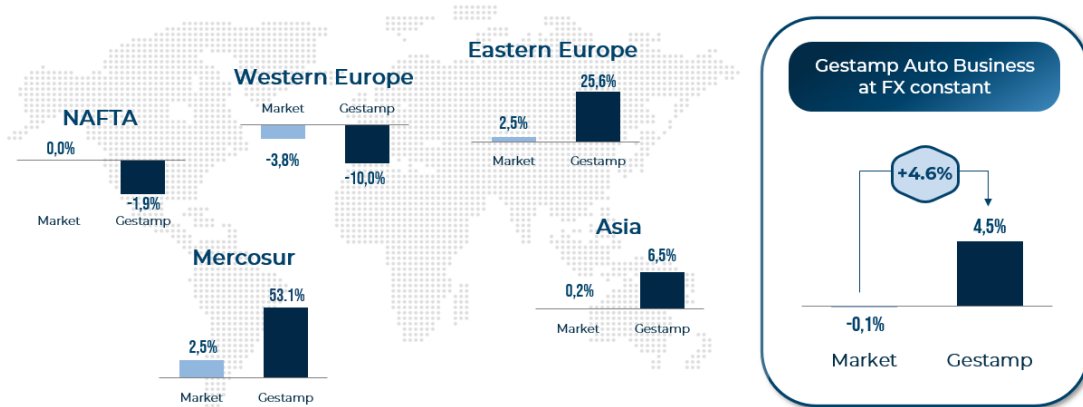 NAFTA
0,0%
-1,9%
Market Gestamp
Western Europe
Market Gestamp
-3,8%
-10,0%
Eastern Europe
25,6%
2,5%
Market Gestamp
Mercosur
53.1%
2,5%
Market Gestamp
Asia
6,5%
0,2%
Market Gestamp
Gestamp Auto Business
at FX constant
+4.6%
4,5%
-0,1%
Market Gestamp